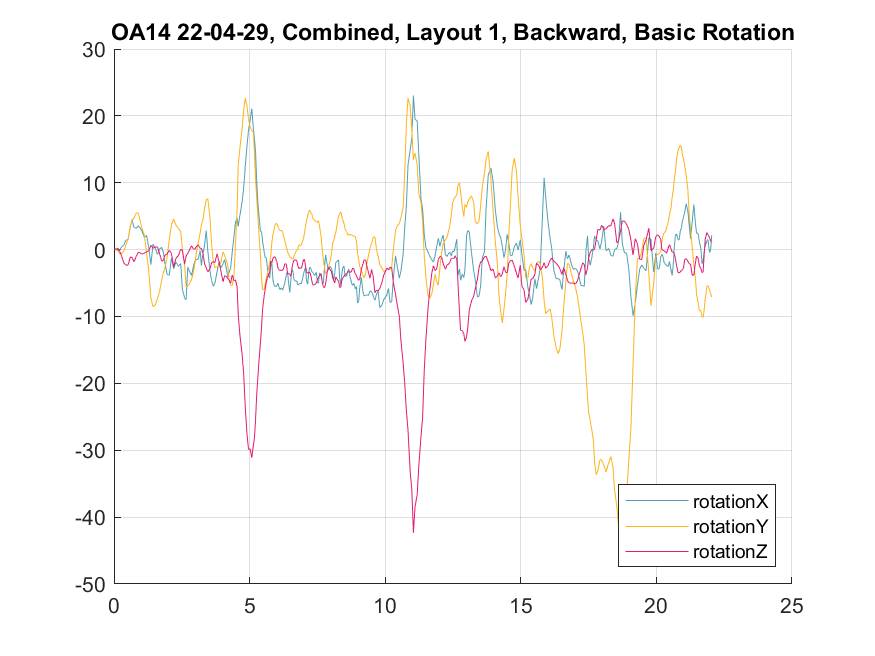 OA14 22-04-29, Combined, Layout 1, Backward, Basic Rotation
30
20
10
0
-10
-20
-30
-40
-50
0 5 10 15 20 25
rotationX
rotationY
rotationZ